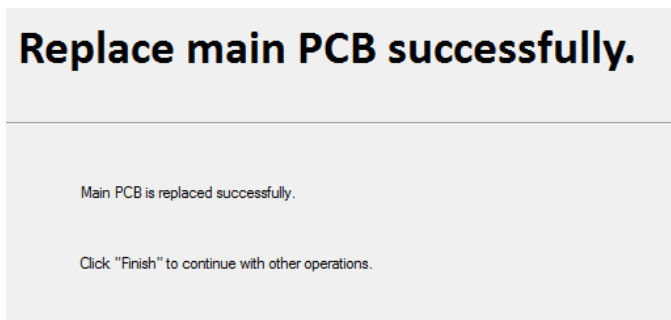 Replace main PCB successfully.
Main PCB is replaced successfully.
Click "Finish" to continue with other operations.